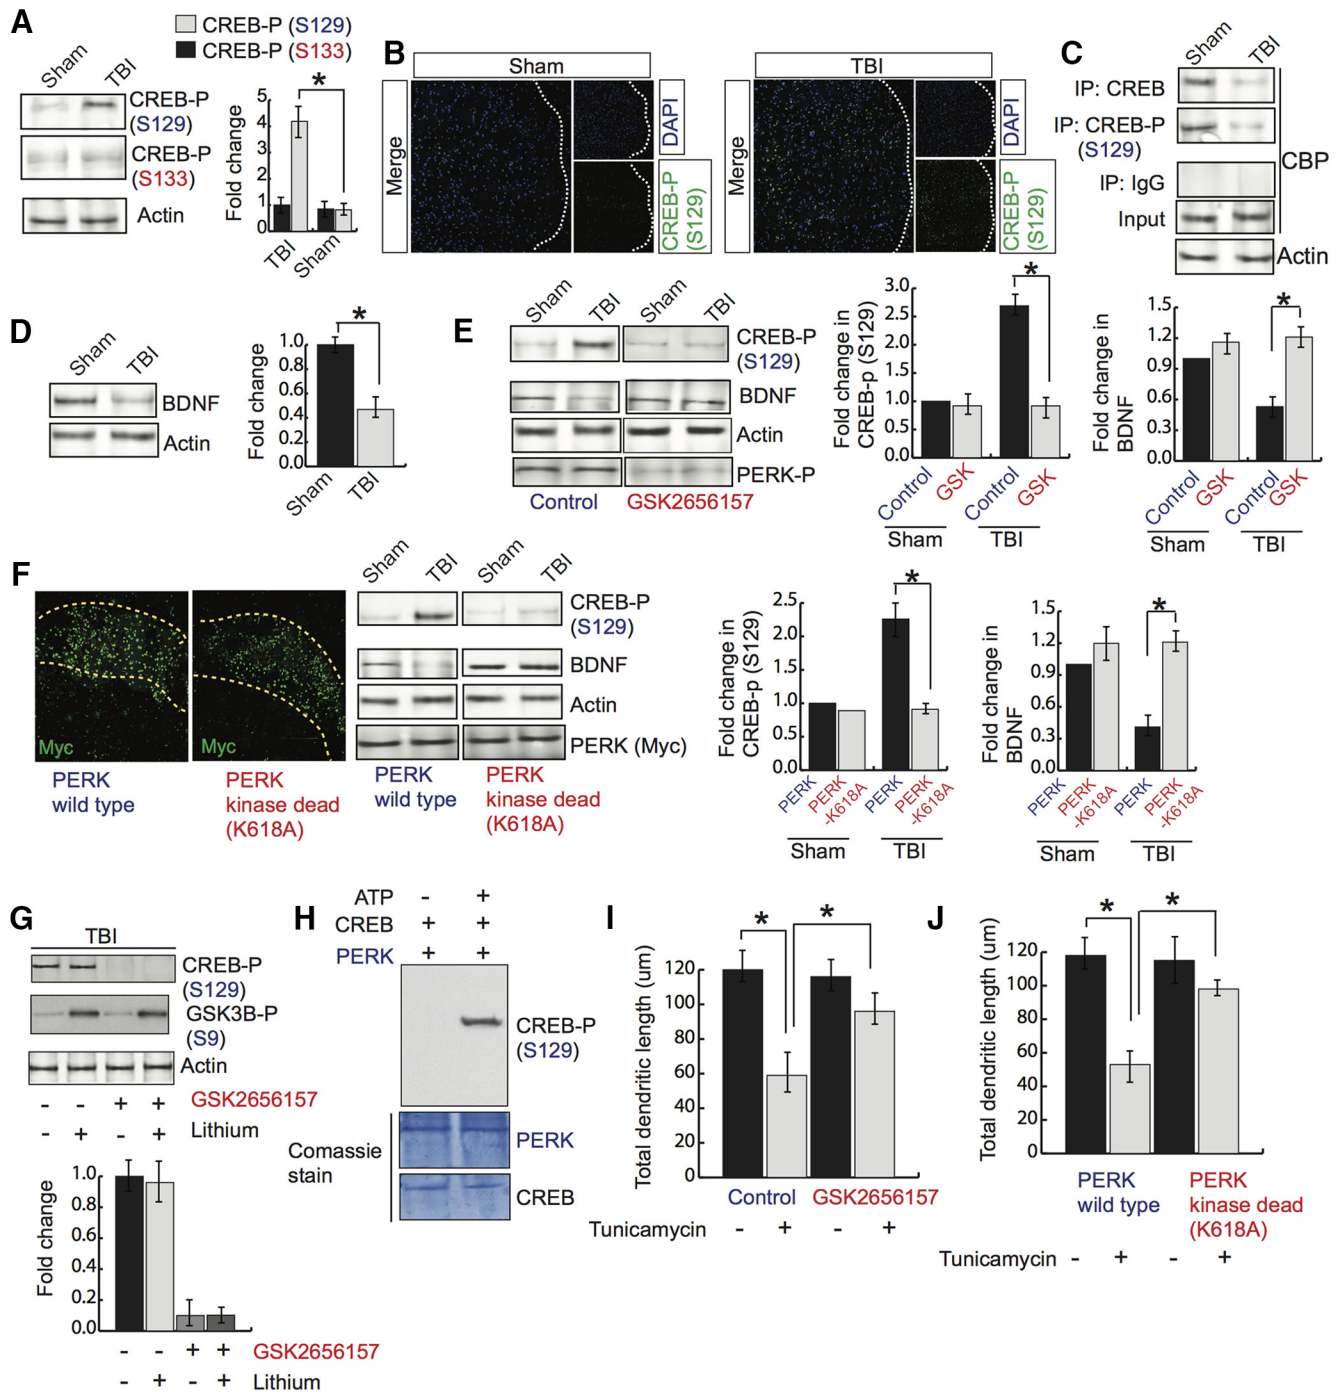 A
CREB-P (S129)
CREB-P (S133)
Sham
TBI
CREB-P
(S129)
CREB-P
(S133)
Actin
Fold change
5
4
3
2
1
0
*
TBI
Sham
B
Sham
TBI
Merge
DAPI
CREB-P
(S129)
Merge
DAPI
CREB-P
(S129)
C
Sham
TBI
IP: CREB
IP: CREB-P
(S129)
IP: IgG
Input
CBP
Actin
D
Sham
TBI
BDNF
Actin
Fold change
1.0
0.8
0.6
0.4
0.2
0.0
*
Sham
TBI
E
Sham
TBI
Sham
TBI
CREB-P
(S129)
BDNF
Actin
PERK-P
Control
GSK2656157
Fold change in
CREB-p (S129)
3.0
2.5
2.0
1.5
1.0
0.5
0.0
*
Control
GSK
Control
GSK
Sham
TBI
Fold change in
BDNF
1.5
1.2
0.9
0.6
0.3
0.0
*
Control
GSK
Control
GSK
Sham
TBI
F
Myc
Myc
PERK
wild type
PERK
kinase dead
(K618A)
Sham
TBI
Sham
TBI
CREB-P
(S129)
BDNF
Actin
PERK (Myc)
PERK
wild type
PERK
kinase dead
(K618A)
Fold change in
CREB-p (S129)
2.5
2.0
1.5
1.0
0.5
0.0
*
PERK
PERK
-K618A
PERK
PERK
-K618A
Sham
TBI
Fold change in
BDNF
1.5
1.2
0.9
0.6
0.3
0.0
*
PERK
PERK
-K618A
PERK
PERK
-K618A
Sham
TBI
G
TBI
CREB-P
(S129)
GSK3B-P
(S9)
Actin
- - + + GSK2656157
- + - + Lithium
Fold change
1.0
0.8
0.6
0.4
0.2
0.0
- - + + GSK2656157
- + - + Lithium
H
ATP - +
CREB + +
PERK + +
CREB-P
(S129)
Comassie
stain
PERK
CREB
I
Total dendritic length (um)
120
100
80
60
40
20
0
* *
Control GSK2656157
Tunicamycin - + - +
J
Total dendritic length (um)
120
100
80
60
40
20
0
* *
PERK
wild type
PERK
kinase dead
(K618A)
Tunicamycin - + - +